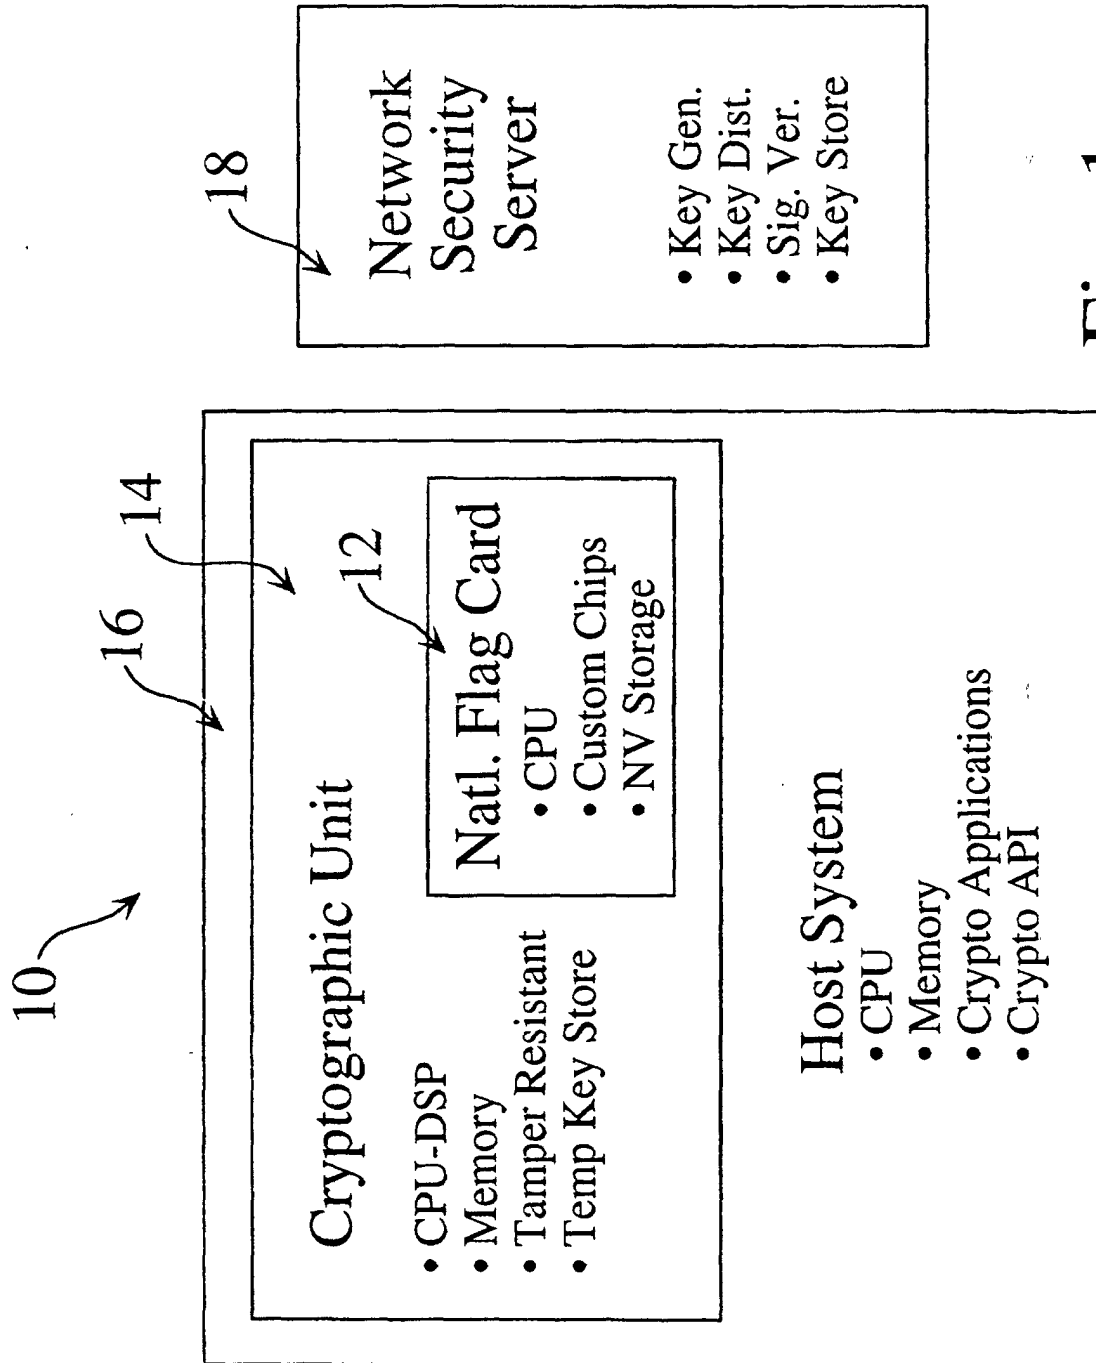 10
16
14
12
18
Cryptographic Unit
• CPU-DSP
• Memory
• Tamper Resistant
• Temp Key Store
Natl. Flag Card
• CPU
• Custom Chips
• NV Storage
Host System
• CPU
• Memory
• Crypto Applications
• Crypto API
Network
Security
Server
• Key Gen.
• Key Dist.
• Sig. Ver.
• Key Store